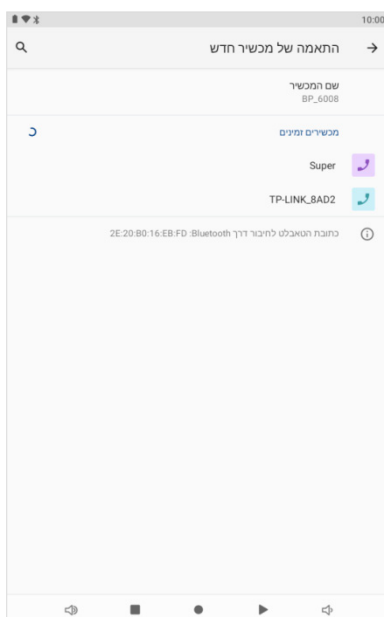 10:00
התאמה של מכשיר חדש
שם המכשיר
BP_6008
מכשירים זמינים
Super
TP-LINK_8AD2
כתובת הטאבלט לחיבור דרך Bluetooth:‏ 2E:20:B0:16:EB:FD